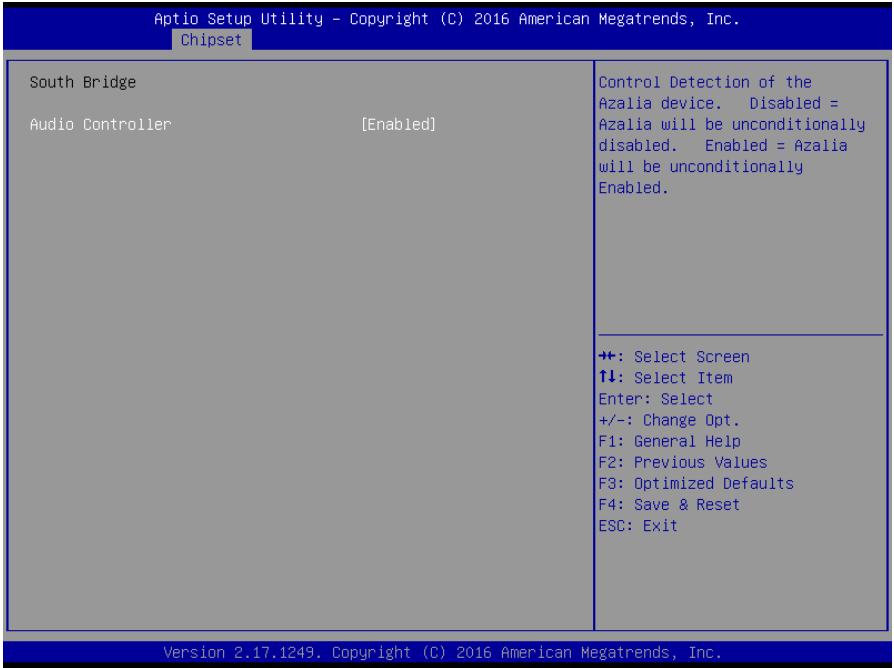 Aptio Setup Utility – Copyright (C) 2016 American Megatrends, Inc.
Chipset
South Bridge
Audio Controller [Enabled]
Control Detection of the
Azalia device. Disabled =
Azalia will be unconditionally
disabled. Enabled = Azalia
will be unconditionally
Enabled.
→←: Select Screen
↑↓: Select Item
Enter: Select
+/-: Change Opt.
F1: General Help
F2: Previous Values
F3: Optimized Defaults
F4: Save & Reset
ESC: Exit
Version 2.17.1249. Copyright (C) 2016 American Megatrends, Inc.